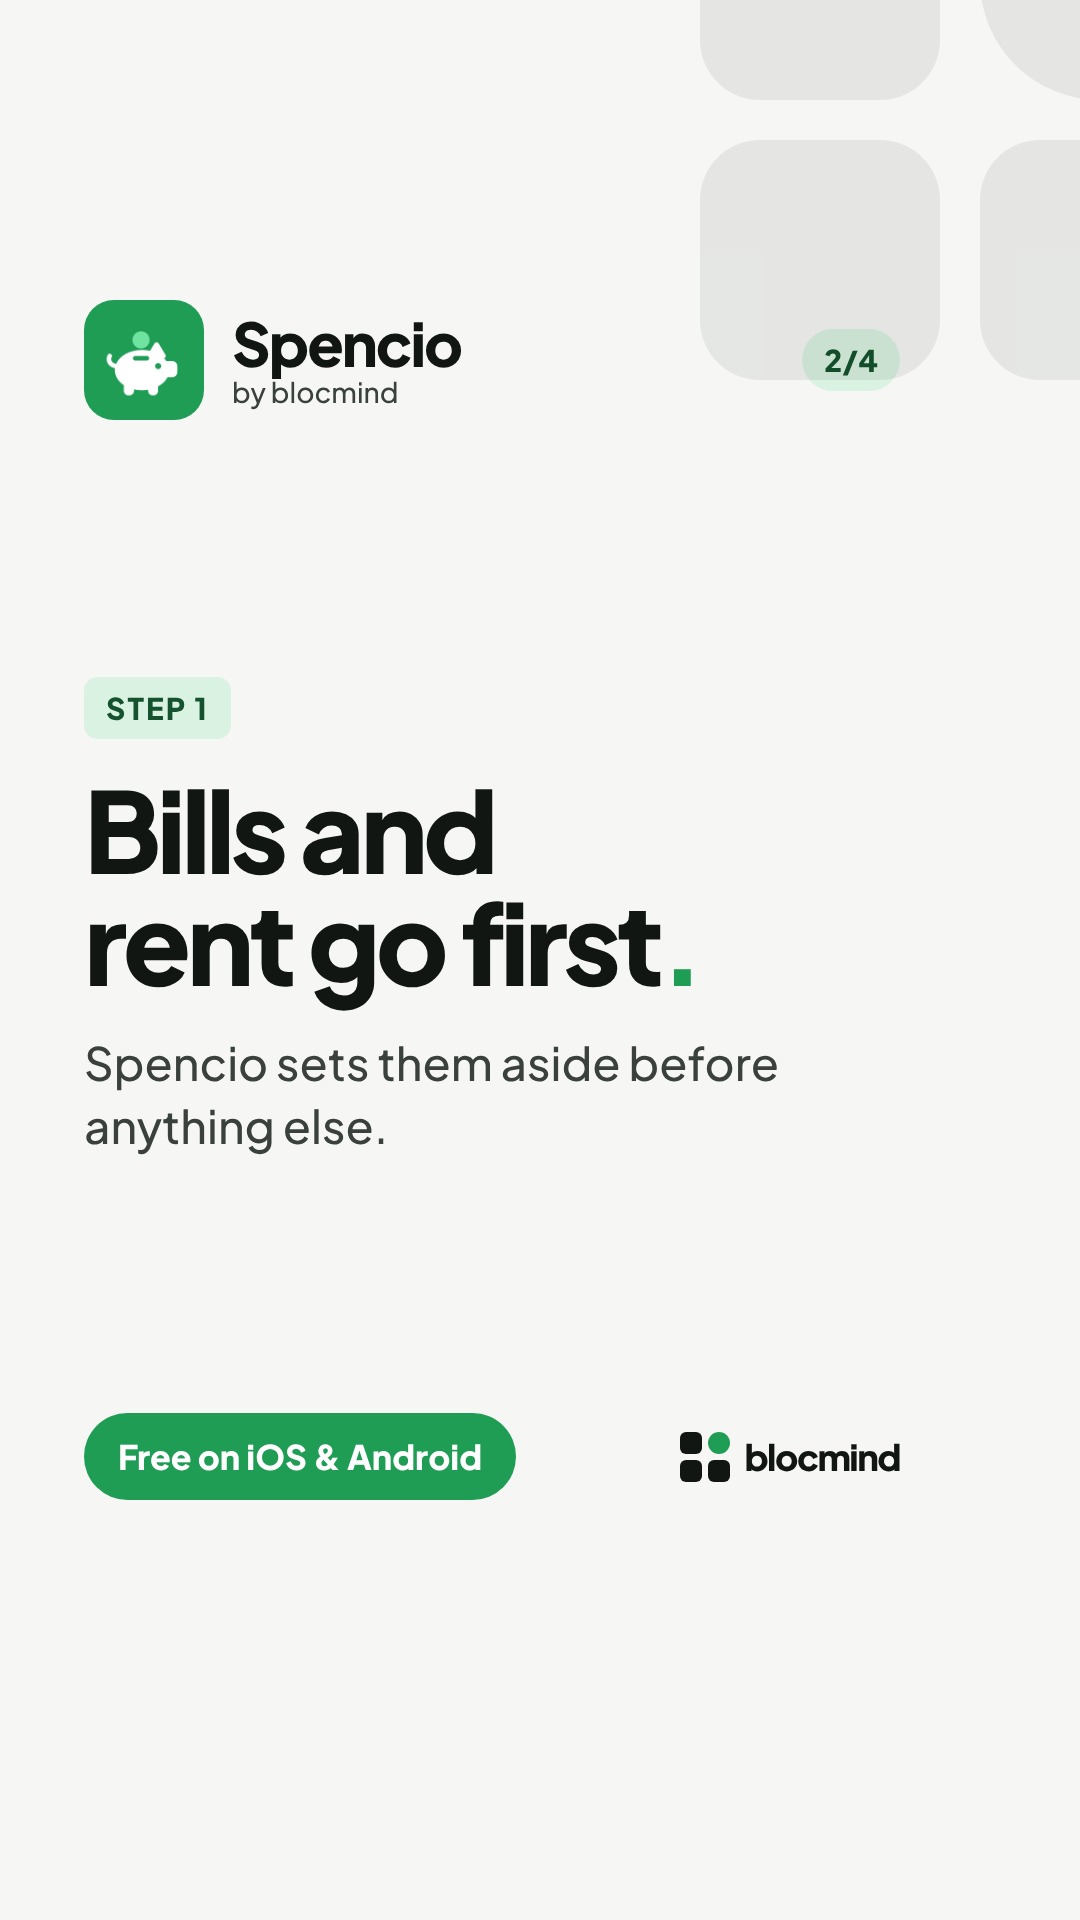 Spencio
by blocmind
2/4
STEP 1
Bills and
rent go first.
Spencio sets them aside before
anything else.
Free on iOS & Android
blocmind